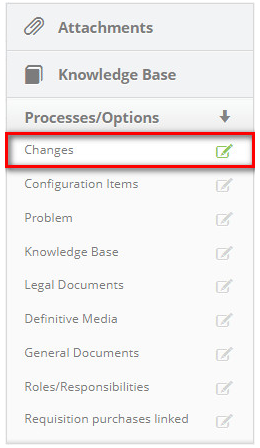 Attachments
Knowledge Base
Processes/Options
Changes
Configuration Items
Problem
Knowledge Base
Legal Documents
Definitive Media
General Documents
Roles/Responsibilities
Requisition purchases linked